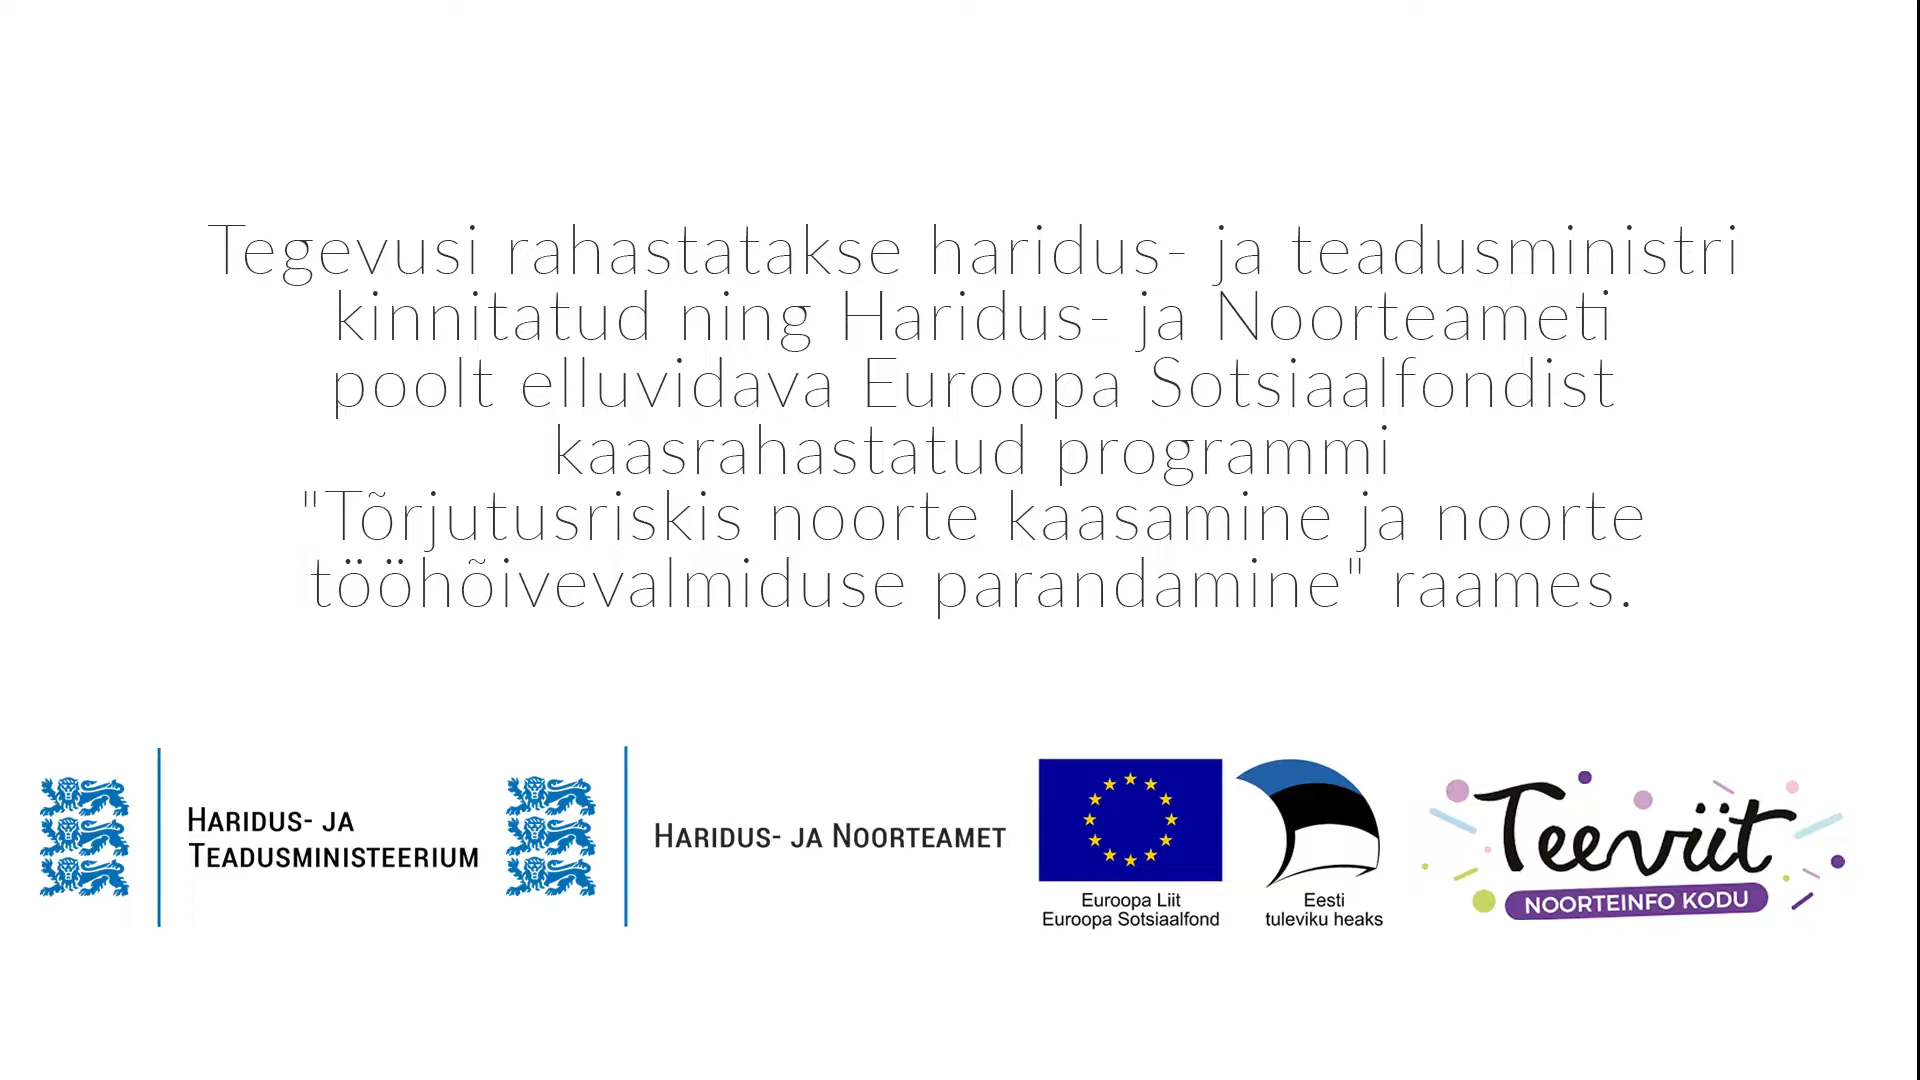 Tegevusi rahastatakse haridus- ja teadusministri
kinnitatud ning Haridus- ja Noorteameti
poolt elluvidava Euroopa Sotsiaalfondist
kaasrahastatud programmi
"Tõrjutusriskis noorte kaasamine ja noorte
tööhõivevalmiduse parandamine" raames.
HARIDUS- JA
TEADUSMINISTEERIUM
HARIDUS- JA NOORTEAMET
Euroopa Liit
Euroopa Sotsiaalfond
Eesti
tuleviku heaks
Teeviit
NOORTEINFO KODU